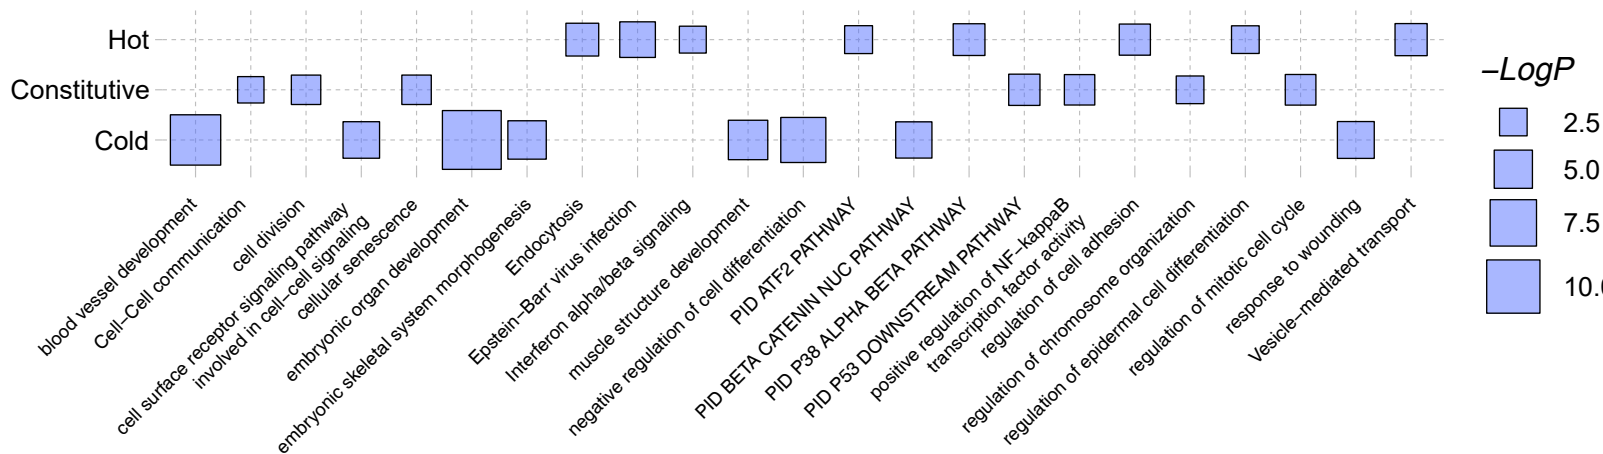 Hot
Constitutive
Cold
blood vessel development
Cell–Cell communication
cell division
cell surface receptor signaling pathway
involved in cell–cell signaling
cellular senescence
embryonic organ development
embryonic skeletal system morphogenesis
Endocytosis
Epstein–Barr virus infection
Interferon alpha/beta signaling
muscle structure development
negative regulation of cell differentiation
PID ATF2 PATHWAY
PID BETA CATENIN NUC PATHWAY
PID P38 ALPHA BETA PATHWAY
PID P53 DOWNSTREAM PATHWAY
positive regulation of NF–kappaB
transcription factor activity
regulation of cell adhesion
regulation of chromosome organization
regulation of epidermal cell differentiation
regulation of mitotic cell cycle
response to wounding
Vesicle–mediated transport
–LogP
2.5
5.0
7.5
10.0